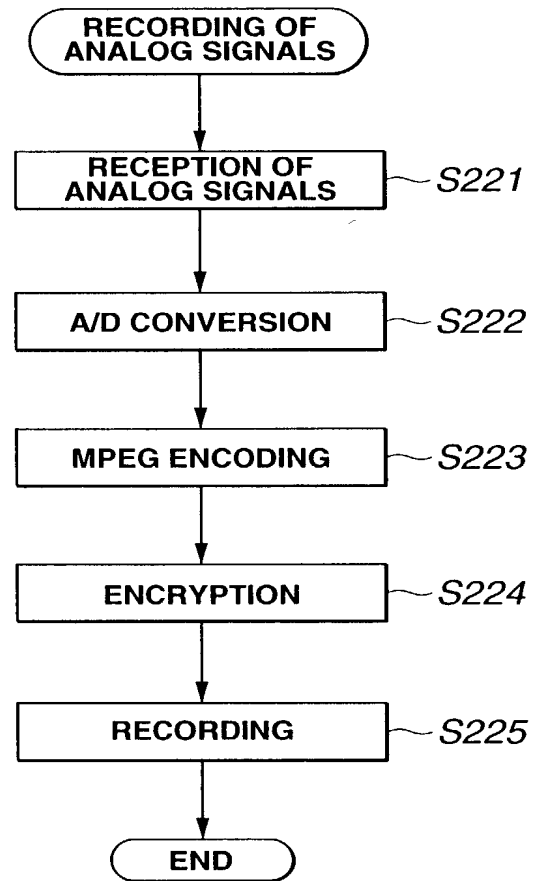 RECORDING OF
ANALOG SIGNALS
RECEPTION OF
ANALOG SIGNALS
S221
A/D CONVERSION
S222
MPEG ENCODING
S223
ENCRYPTION
S224
RECORDING
S225
END